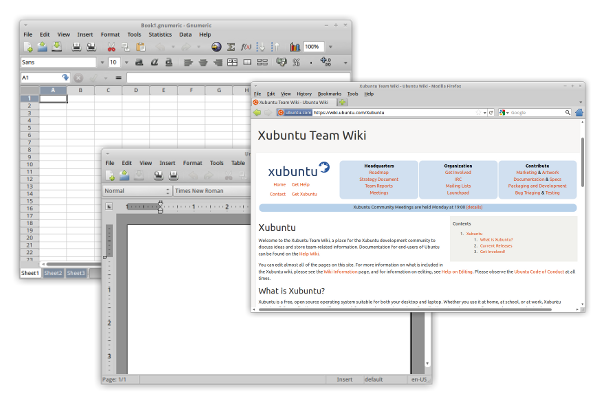 Book1.gnumeric - Gnumeric
File Edit View Insert Format Tools Statistics Data Help
100%
Sans 10
A1
A B C D E F G H
1
2
3
4
5
6
7
8
9
10
11
12
13
14
15
16
17
18
19
20
21
22
23
Sheet1 Sheet2 Sheet3
File Edit View Insert Format Tools Table
Normal Times New Roman
1 1 2
1
2
3
Page: 1/1 Insert default en-US
Xubuntu Team Wiki - Ubuntu Wiki - Mozilla Firefox
File Edit View History Bookmarks Tools Help
Xubuntu Team Wiki - Ubuntu Wiki
https://wiki.ubuntu.com/Xubuntu
Google
Xubuntu Team Wiki
xubuntu
Home Get Help
Contact Get Xubuntu
Headquarters
Roadmap
Strategy Document
Team Reports
Meetings
Organization
Get Involved
IRC
Mailing Lists
Launchpad
Contribute
Marketing & Artwork
Documentation & Specs
Packaging and Development
Bug Triaging & Testing
Xubuntu Community Meetings are held Monday at
Xubuntu
Welcome to the Xubuntu Team Wiki, a place for the Xubuntu development community to
discuss ideas and store team-related information. Documentation for end-users of Ubuntu
can be found on the Help Wiki.
You can edit almost all of the pages on this site. For more information on what is included in
the Xubuntu wiki, please see the Wiki Information page, and for information on editing, see Help on Editing. Please observe the Ubuntu Code of Conduct at all
times.
Contents
1. Xubuntu
1. What is Xubuntu?
2. Current Releases
3. Get Involved!
What is Xubuntu?
Xubuntu is a free, open source operating system suitable for both your desktop and laptop. Whether you use it at home, at school, or at work, Xubuntu